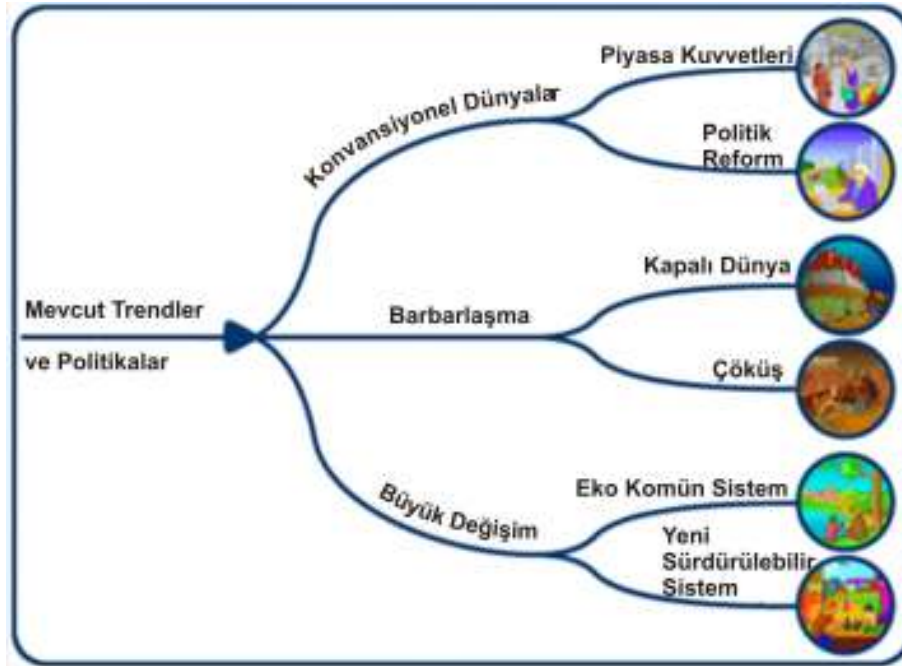 Mevcut Trendler
ve Politikalar
Konvansiyonel Dünyalar
Piyasa Kuvvetleri
Politik
Reform
Barbarlaşma
Kapalı Dünya
Çöküş
Büyük Değişim
Eko Komün Sistem
Yeni
Sürdürülebilir
Sistem